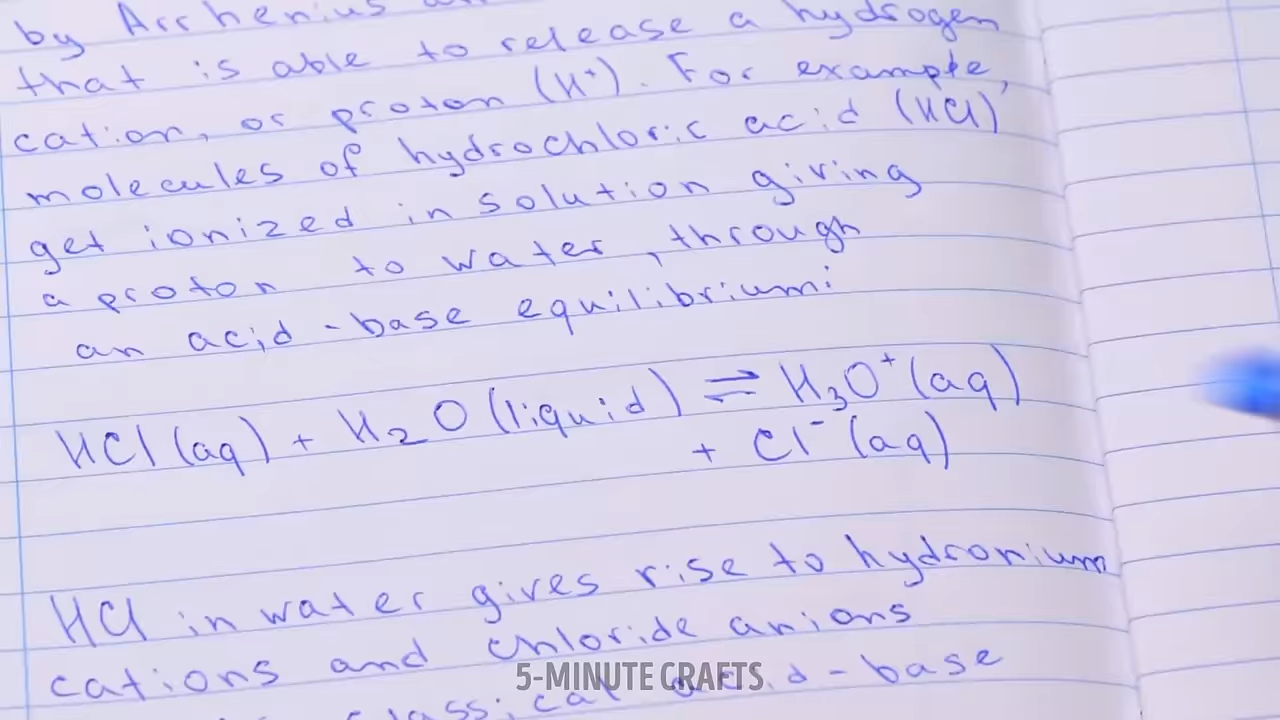 by Arrhenius
that is able to release a hydrogen
cation, or proton (H⁺). For example,
molecules of hydrochloric acid (HCl)
get ionized in solution giving
a proton to water, through
an acid-base equilibrium:
HCl (aq) + H₂O (liquid) ⇌ H₃O⁺ (aq)
+ Cl⁻ (aq)
HCl in water gives rise to hydronium
cations and chloride anions
classical acid-base
5-MINUTE CRAFTS